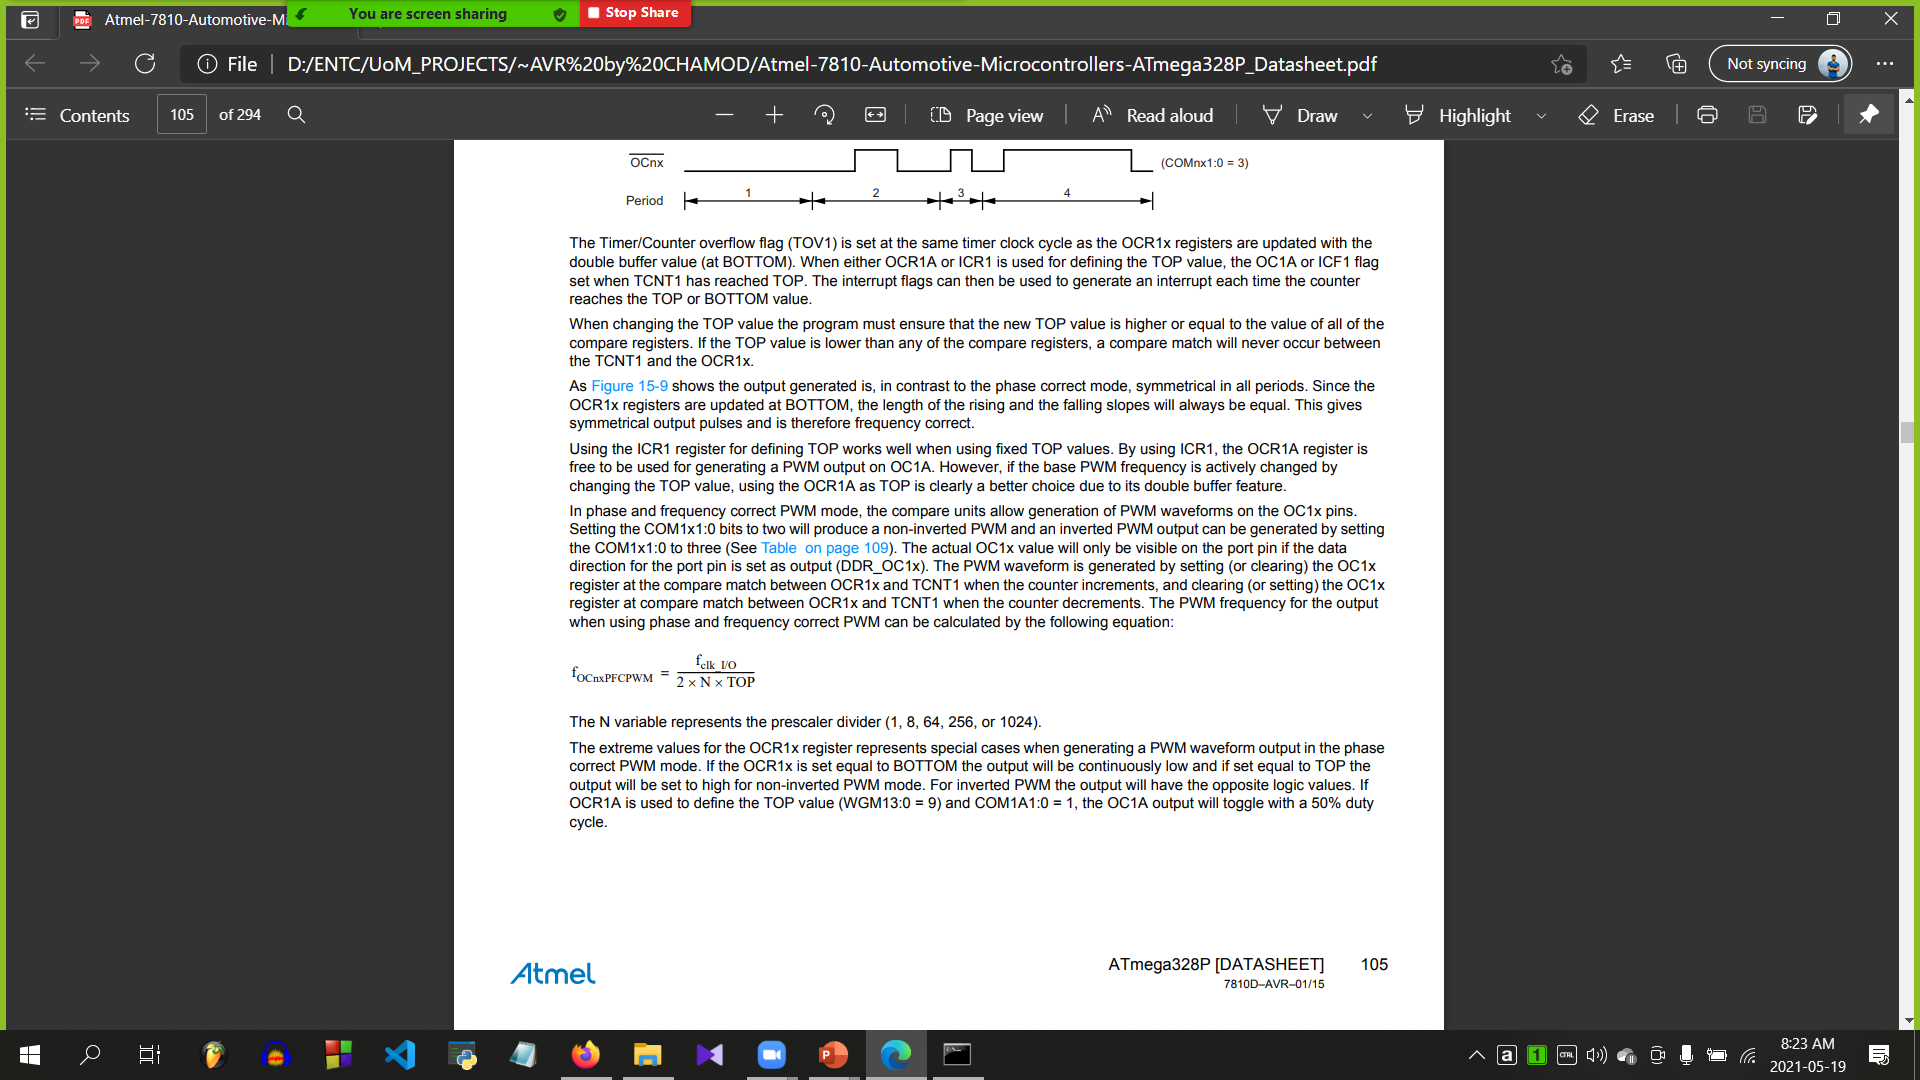 Atmel-7810-Automotive-Mi
You are screen sharing
Stop Share
File
D:/ENTC/UoM_PROJECTS/~AVR%20by%20CHAMOD/Atmel-7810-Automotive-Microcontrollers-ATmega328P_Datasheet.pdf
Not syncing
Contents
105
of 294
Page view
Read aloud
Draw
Highlight
Erase
OCnx
(COMnx1:0 = 3)
Period
1
2
3
4
The Timer/Counter overflow flag (TOV1) is set at the same timer clock cycle as the OCR1x registers are updated with the
double buffer value (at BOTTOM). When either OCR1A or ICR1 is used for defining the TOP value, the OC1A or ICF1 flag
set when TCNT1 has reached TOP. The interrupt flags can then be used to generate an interrupt each time the counter
reaches the TOP or BOTTOM value.
When changing the TOP value the program must ensure that the new TOP value is higher or equal to the value of all of the
compare registers. If the TOP value is lower than any of the compare registers, a compare match will never occur between
the TCNT1 and the OCR1x.
As Figure 15-9 shows the output generated is, in contrast to the phase correct mode, symmetrical in all periods. Since the
OCR1x registers are updated at BOTTOM, the length of the rising and the falling slopes will always be equal. This gives
symmetrical output pulses and is therefore frequency correct.
Using the ICR1 register for defining TOP works well when using fixed TOP values. By using ICR1, the OCR1A register is
free to be used for generating a PWM output on OC1A. However, if the base PWM frequency is actively changed by
changing the TOP value, using the OCR1A as TOP is clearly a better choice due to its double buffer feature.
In phase and frequency correct PWM mode, the compare units allow generation of PWM waveforms on the OC1x pins.
Setting the COM1x1:0 bits to two will produce a non-inverted PWM and an inverted PWM output can be generated by setting
the COM1x1:0 to three (See Table on page 109). The actual OC1x value will only be visible on the port pin if the data
direction for the port pin is set as output (DDR_OC1x). The PWM waveform is generated by setting (or clearing) the OC1x
register at the compare match between OCR1x and TCNT1 when the counter increments, and clearing (or setting) the OC1x
register at compare match between OCR1x and TCNT1 when the counter decrements. The PWM frequency for the output
when using phase and frequency correct PWM can be calculated by the following equation:
fOCnxPFCPWM = fclk_I/O
2 × N × TOP
The N variable represents the prescaler divider (1, 8, 64, 256, or 1024).
The extreme values for the OCR1x register represents special cases when generating a PWM waveform output in the phase
correct PWM mode. If the OCR1x is set equal to BOTTOM the output will be continuously low and if set equal to TOP the
output will be set to high for non-inverted PWM mode. For inverted PWM the output will have the opposite logic values. If
OCR1A is used to define the TOP value (WGM13:0 = 9) and COM1A1:0 = 1, the OC1A output will toggle with a 50% duty
cycle.
Atmel
ATmega328P [DATASHEET]
105
7810D–AVR–01/15
8:23 AM
2021-05-19